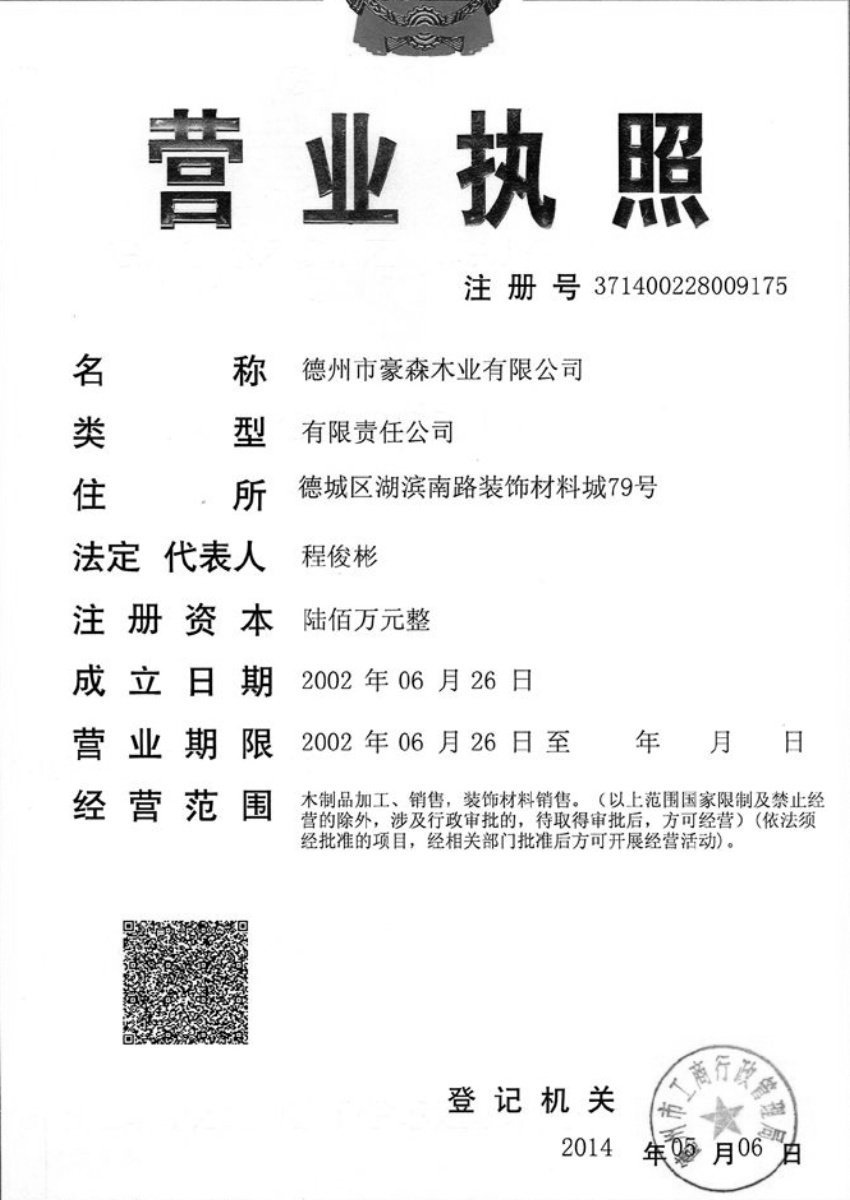 营业执照
注册号 371400228009175
名称 德州市豪森木业有限公司
类型 有限责任公司
住所 德城区湖滨南路装饰材料城79号
法定代表人 程俊彬
注册资本 陆佰万元整
成立日期 2002 年 06 月 26 日
营业期限 2002 年 06 月 26 日 至 年 月 日
经营范围 木制品加工、销售，装饰材料销售。（以上范围国家限制及禁止经
营的除外，涉及行政审批的，待取得审批后，方可经营）(依法须
经批准的项目，经相关部门批准后方可开展经营活动)。
登记机关
德州市工商行政管理局
2014 年 05 月 06 日